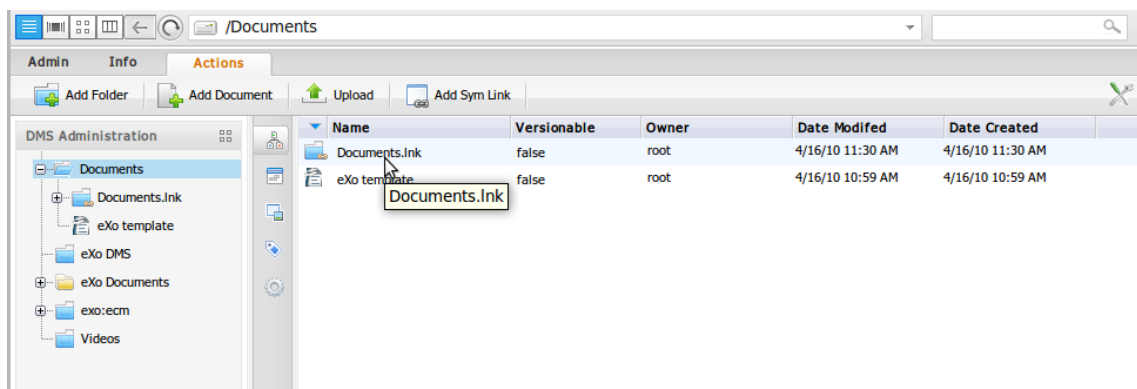 /Documents
Admin Info Actions
Add Folder Add Document Upload Add Sym Link
DMS Administration
Documents
Documents.lnk
eXo template
eXo DMS
eXo Documents
exo:ecm
Videos
Name Versionable Owner Date Modifed Date Created
Documents.lnk false root 4/16/10 11:30 AM 4/16/10 11:30 AM
eXo template false root 4/16/10 10:59 AM 4/16/10 10:59 AM
Documents.lnk